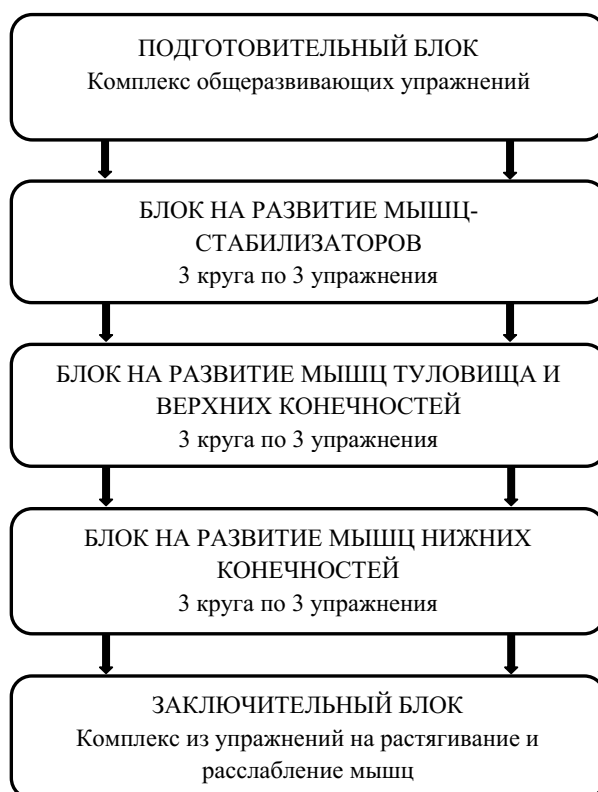 ПОДГОТОВИТЕЛЬНЫЙ БЛОК
Комплекс общеразвивающих упражнений
БЛОК НА РАЗВИТИЕ МЫШЦ-
СТАБИЛИЗАТОРОВ
3 круга по 3 упражнения
БЛОК НА РАЗВИТИЕ МЫШЦ ТУЛОВИЩА И
ВЕРХНИХ КОНЕЧНОСТЕЙ
3 круга по 3 упражнения
БЛОК НА РАЗВИТИЕ МЫШЦ НИЖНИХ
КОНЕЧНОСТЕЙ
3 круга по 3 упражнения
ЗАКЛЮЧИТЕЛЬНЫЙ БЛОК
Комплекс из упражнений на растягивание и
расслабление мышц